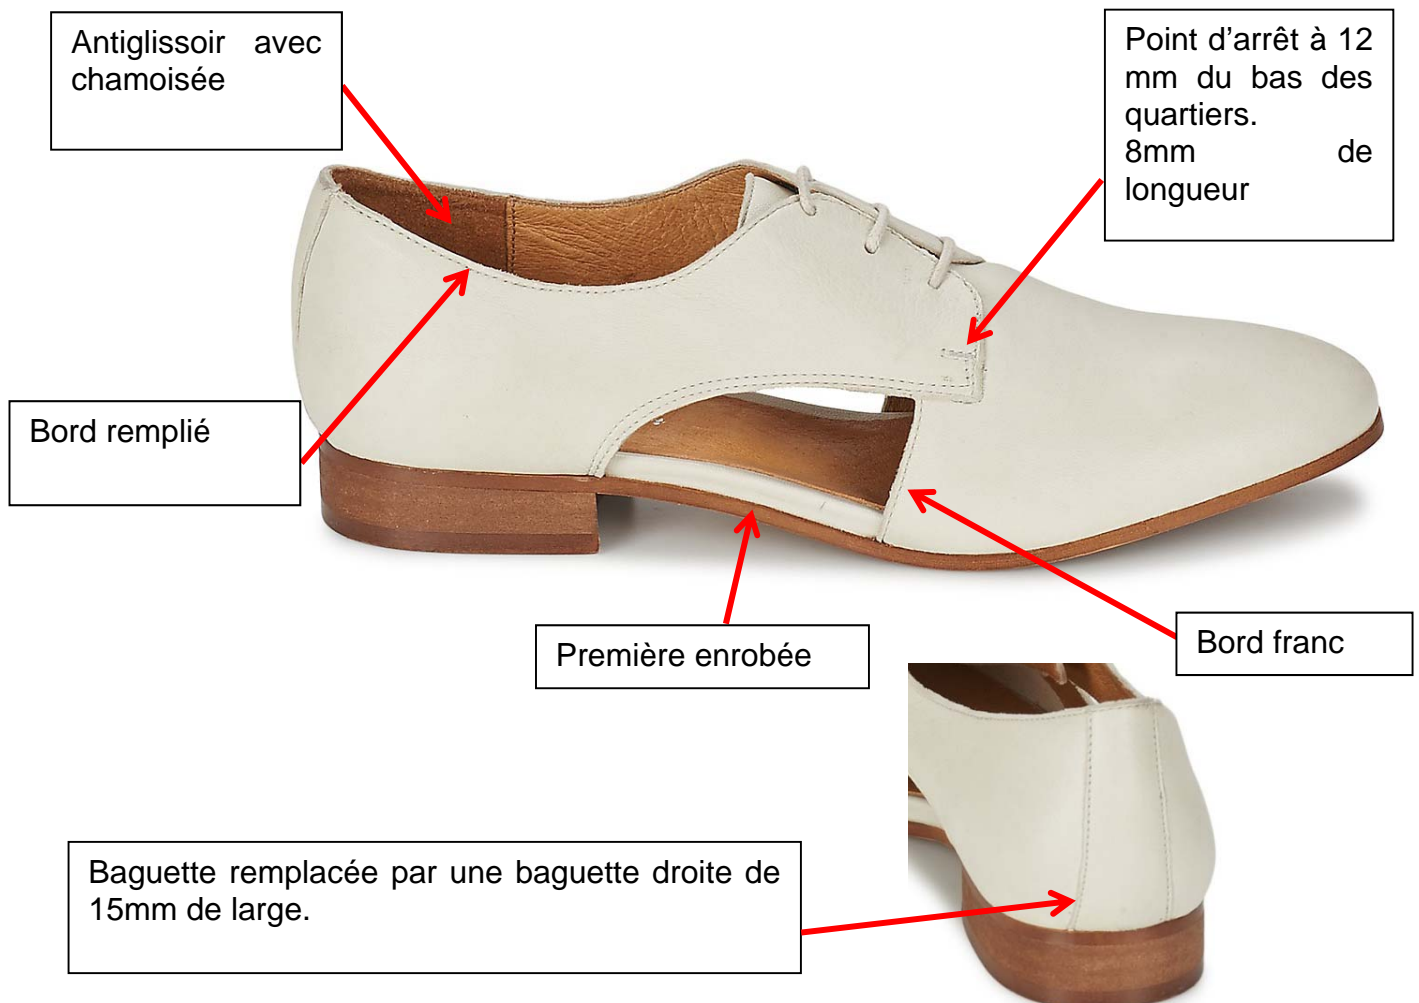 Antiglissoir avec
chamoisée
Point d’arrêt à 12
mm du bas des
quartiers.
8mm de
longueur
Bord remplié
Première enrobée
Bord franc
Baguette remplacée par une baguette droite de
15mm de large.